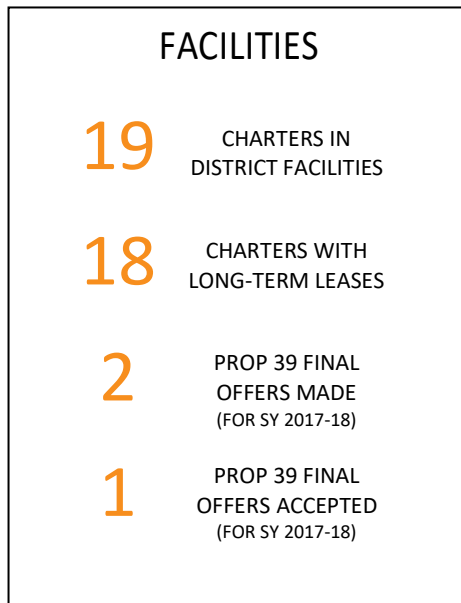 FACILITIES
19
CHARTERS IN
DISTRICT FACILITIES
18
CHARTERS WITH
LONG-TERM LEASES
2
PROP 39 FINAL
OFFERS MADE
(FOR SY 2017-18)
1
PROP 39 FINAL
OFFERS ACCEPTED
(FOR SY 2017-18)